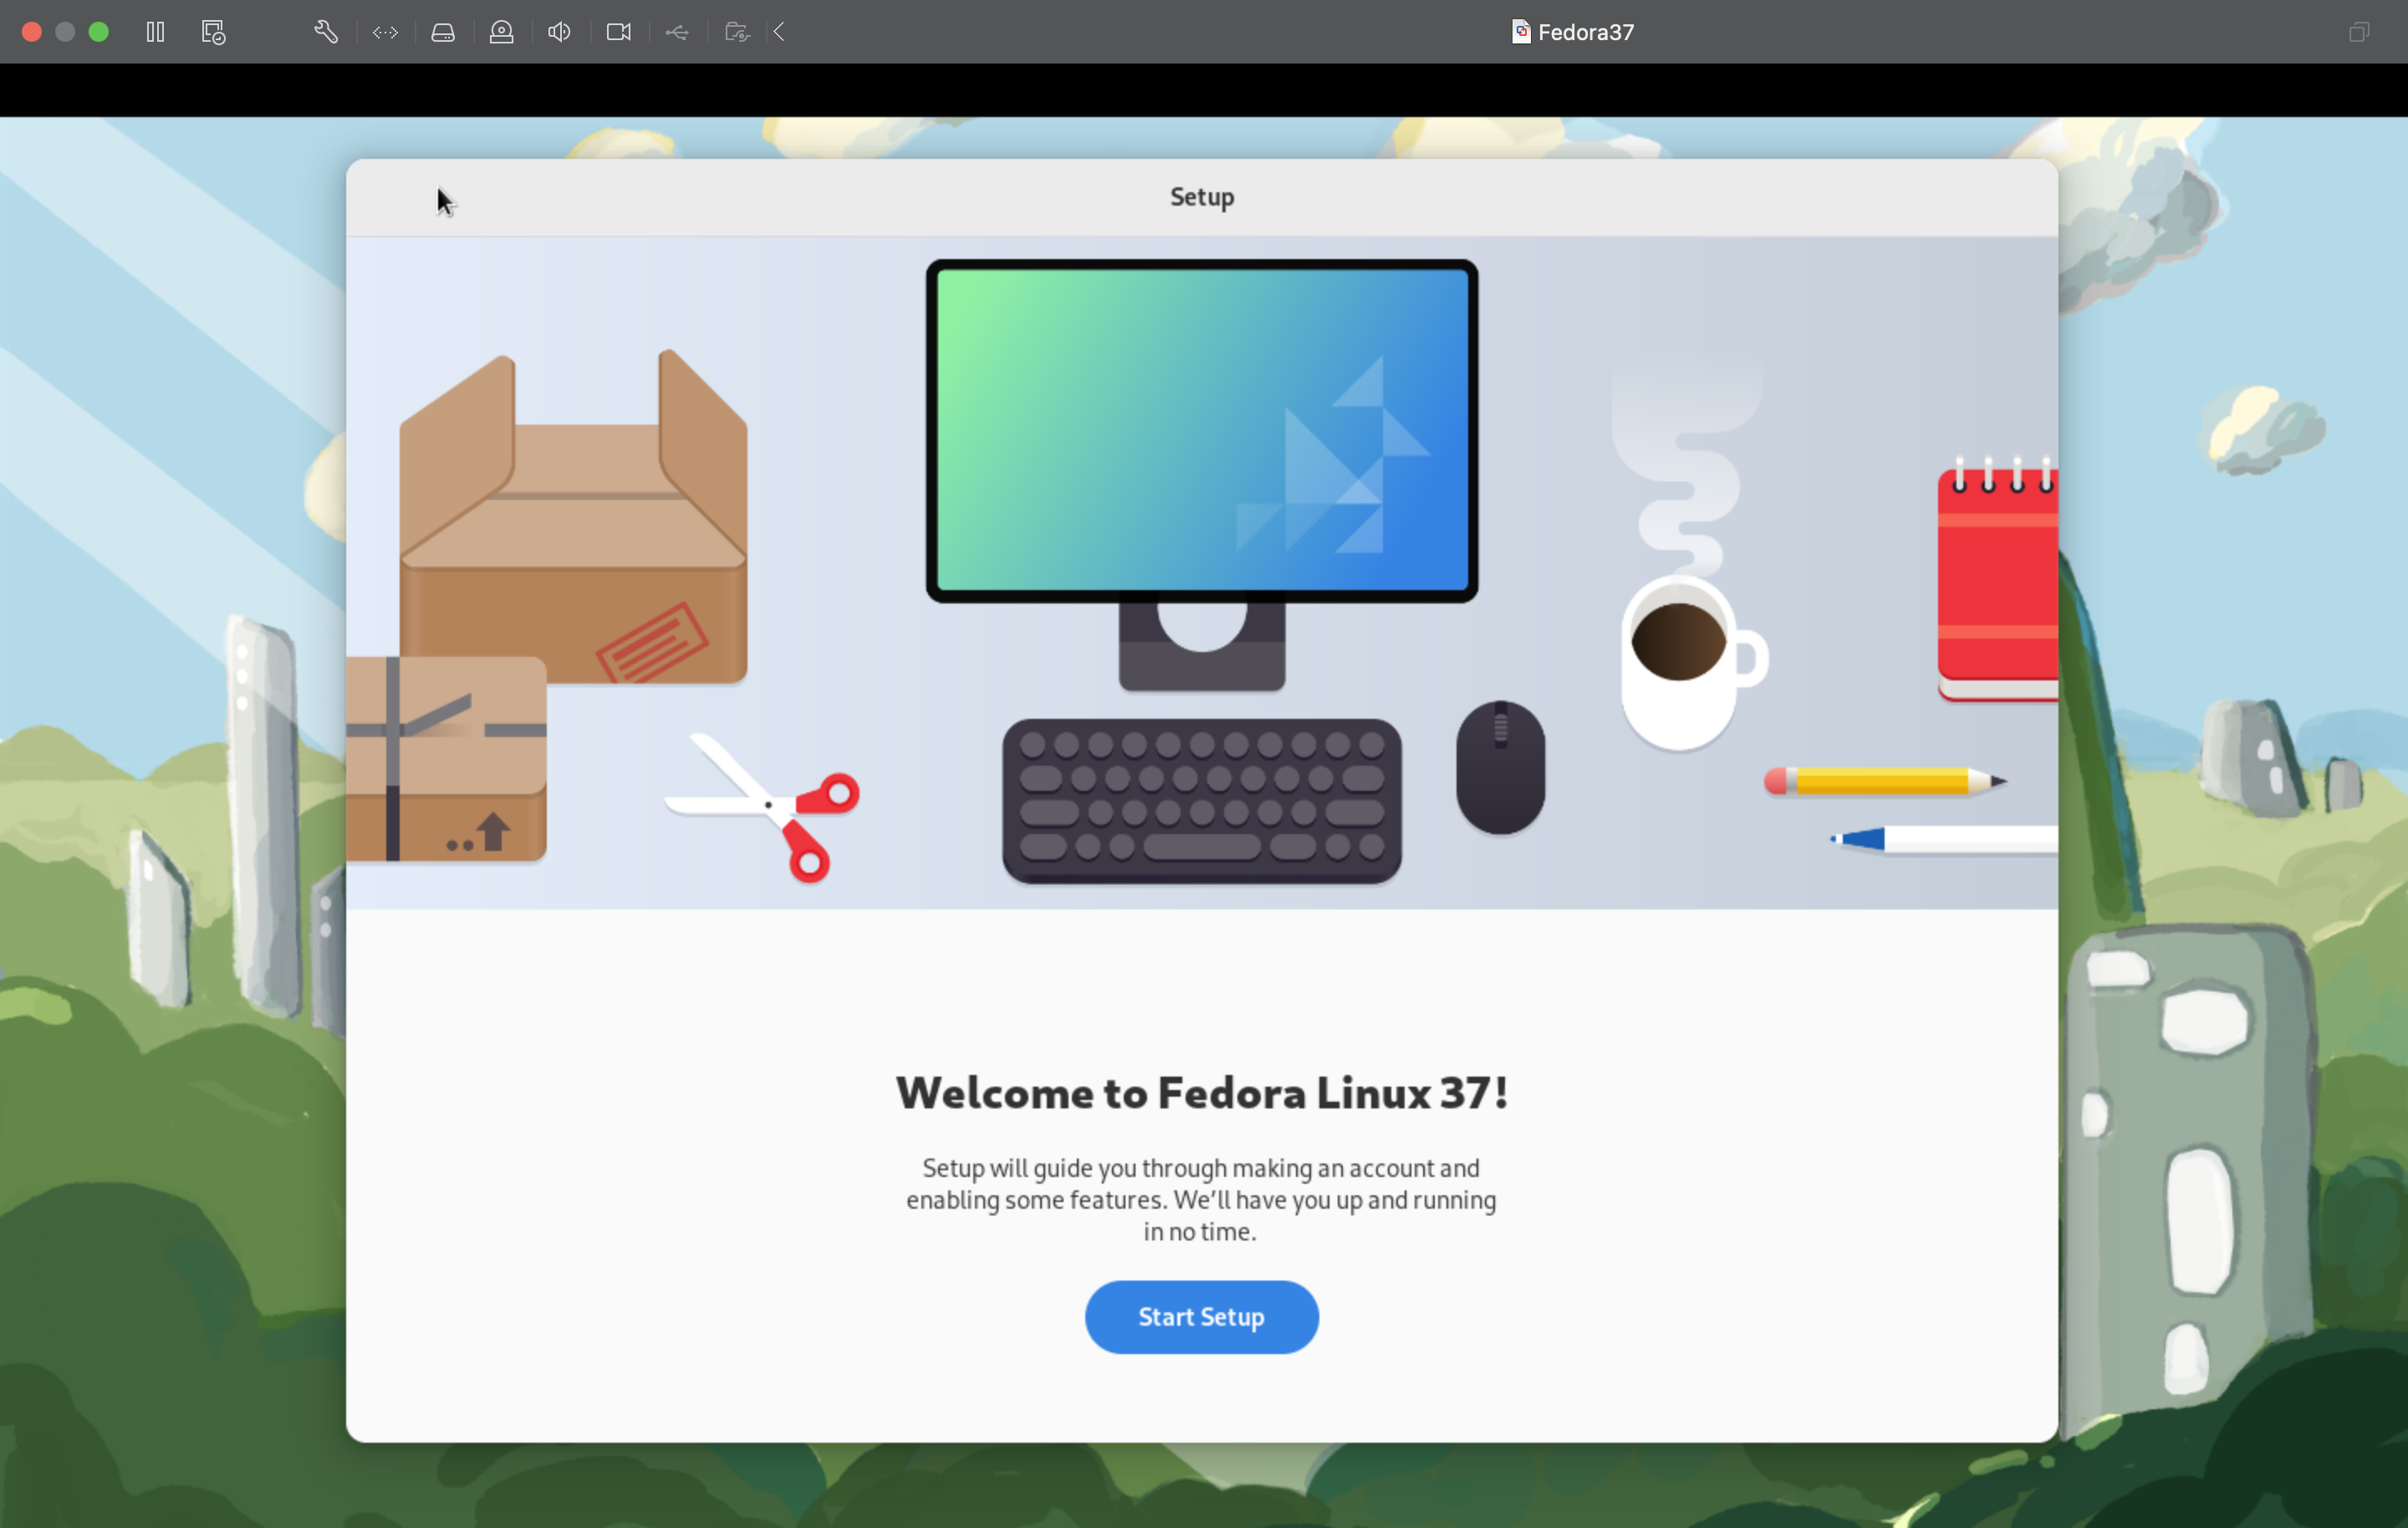 Fedora37
Setup
Welcome to Fedora Linux 37!
Setup will guide you through making an account and
enabling some features. We’ll have you up and running
in no time.
Start Setup